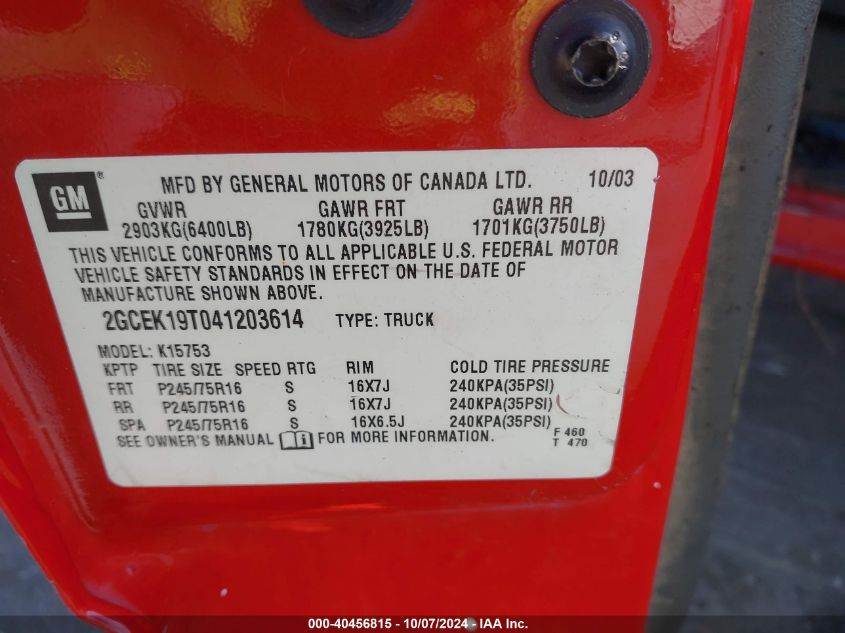 GM ®
MFD BY GENERAL MOTORS OF CANADA LTD. 10/03
GVWR GAWR FRT GAWR RR
2903KG(6400LB) 1780KG(3925LB) 1701KG(3750LB)
THIS VEHICLE CONFORMS TO ALL APPLICABLE U.S. FEDERAL MOTOR
VEHICLE SAFETY STANDARDS IN EFFECT ON THE DATE OF
MANUFACTURE SHOWN ABOVE.
2GCEK19T041203614 TYPE: TRUCK
MODEL: K15753
KPTP TIRE SIZE SPEED RTG RIM COLD TIRE PRESSURE
FRT P245/75R16 S 16X7J 240KPA(35PSI)
RR P245/75R16 S 16X7J 240KPA(35PSI)
SPA P245/75R16 S 16X6.5J 240KPA(35PSI)
SEE OWNER'S MANUAL i FOR MORE INFORMATION. F 460
T 470
000-40456815 - 10/07/2024 - IAA Inc.